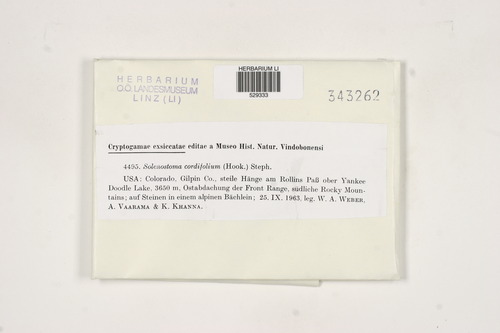 HERBARIUM LI
529333
HERBARIUM
O.Ö. LANDESMUSEUM
LINZ (LI)
343262
Cryptogamae exsiccatae editae a Museo Hist. Natur. Vindobonensi
4495. Solenostoma cordifolium (Hook.) Steph.
USA: Colorado, Gilpin Co., steile Hänge am Rollins Paß ober Yankee
Doodle Lake, 3650 m, Ostabdachung der Front Range, südliche Rocky Moun-
tains; auf Steinen in einem alpinen Bächlein; 25. IX. 1963, leg. W. A. Weber,
A. Vaarama & K. Khanna.